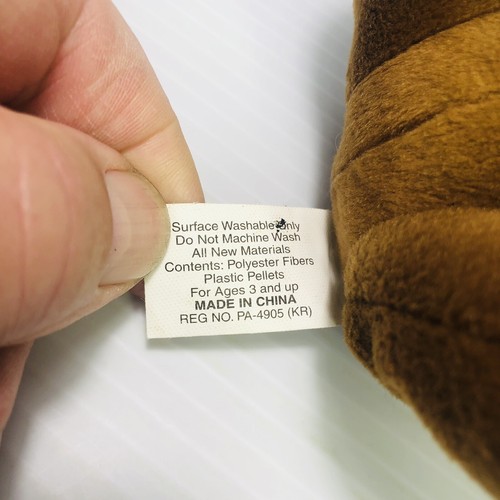 Surface Washable Only
Do Not Machine Wash
All New Materials
Contents: Polyester Fibers
Plastic Pellets
For Ages 3 and up
MADE IN CHINA
REG NO. PA-4905 (KR)